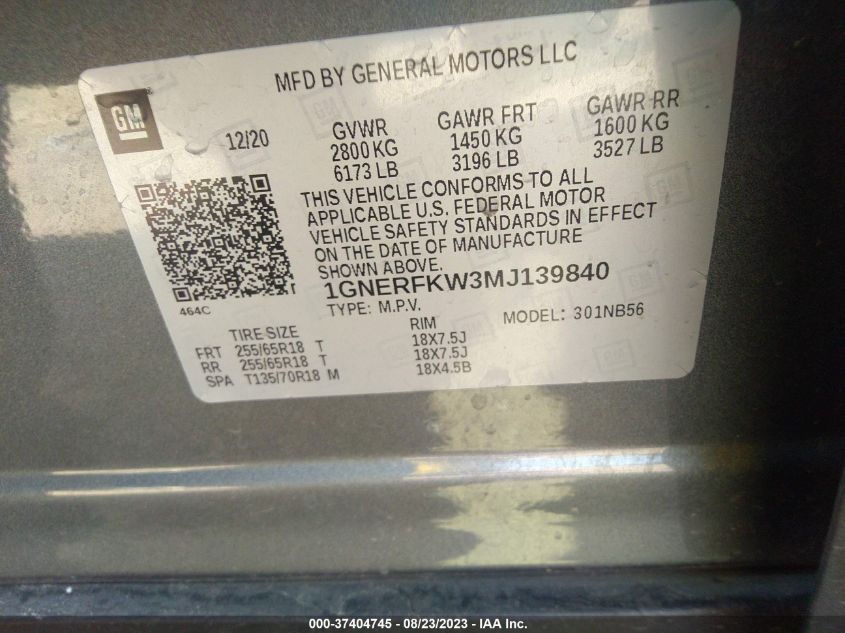 MFD BY GENERAL MOTORS LLC
GM
12/20
GVWR
2800 KG
6173 LB
GAWR FRT
1450 KG
3196 LB
GAWR RR
1600 KG
3527 LB
THIS VEHICLE CONFORMS TO ALL
APPLICABLE U.S. FEDERAL MOTOR
VEHICLE SAFETY STANDARDS IN EFFECT
ON THE DATE OF MANUFACTURE
SHOWN ABOVE.
464C
1GNERFKW3MJ139840
TYPE: M.P.V.
MODEL: 301NB56
TIRE SIZE RIM
FRT 255/65R18 T 18X7.5J
RR 255/65R18 T 18X7.5J
SPA T135/70R18 M 18X4.5B
000-37404745 - 08/23/2023 - IAA Inc.